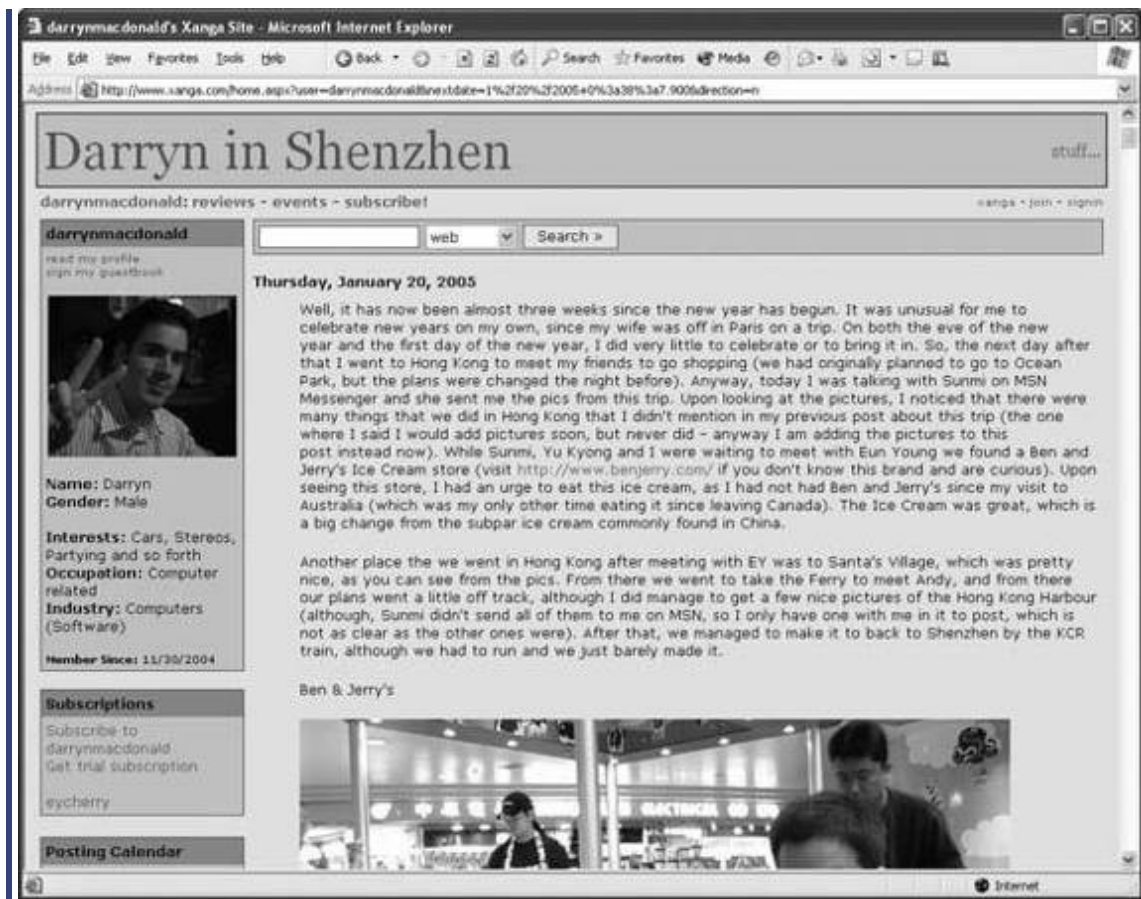 darrynmacdonald's Xanga Site - Microsoft Internet Explorer
File Edit View Favorites Tools Help Back Search Favorites Media
Address http://www.xanga.com/home.aspx?user=darrynmacdonald&nextdate=1%2f20%2f2005+0%3a38%3a7.900&direction=n
Darryn in Shenzhen
stuff...
darrynmacdonald: reviews - events - subscribe!
xanga • join • signin
darrynmacdonald
read my profile
sign my guestbook
Name: Darryn
Gender: Male
Interests: Cars, Stereos,
Partying and so forth
Occupation: Computer
related
Industry: Computers
(Software)
Member Since: 11/30/2004
Subscriptions
Subscribe to
darrynmacdonald
Get trial subscription
eycherry
Posting Calendar
web Search »
Thursday, January 20, 2005
Well, it has now been almost three weeks since the new year has begun. It was unusual for me to
celebrate new years on my own, since my wife was off in Paris on a trip. On both the eve of the new
year and the first day of the new year, I did very little to celebrate or to bring it in. So, the next day after
that I went to Hong Kong to meet my friends to go shopping (we had originally planned to go to Ocean
Park, but the plans were changed the night before). Anyway, today I was talking with Sunmi on MSN
Messenger and she sent me the pics from this trip. Upon looking at the pictures, I noticed that there were
many things that we did in Hong Kong that I didn't mention in my previous post about this trip (the one
where I said I would add pictures soon, but never did – anyway I am adding the pictures to this
post instead now). While Sunmi, Yu Kyong and I were waiting to meet with Eun Young we found a Ben and
Jerry's Ice Cream store (visit http://www.benjerry.com/ if you don't know this brand and are curious). Upon
seeing this store, I had an urge to eat this ice cream, as I had not had Ben and Jerry's since my visit to
Australia (which was my only other time eating it since leaving Canada). The Ice Cream was great, which is
a big change from the subpar ice cream commonly found in China.
Another place the we went in Hong Kong after meeting with EY was to Santa's Village, which was pretty
nice, as you can see from the pics. From there we went to take the Ferry to meet Andy, and from there
our plans went a little off track, although I did manage to get a few nice pictures of the Hong Kong Harbour
(although, Sunmi didn't send all of them to me on MSN, so I only have one with me in it to post, which is
not as clear as the other ones were). After that, we managed to make it to back to Shenzhen by the KCR
train, although we had to run and we just barely made it.
Ben & Jerry's
ELECTRICAL
Internet